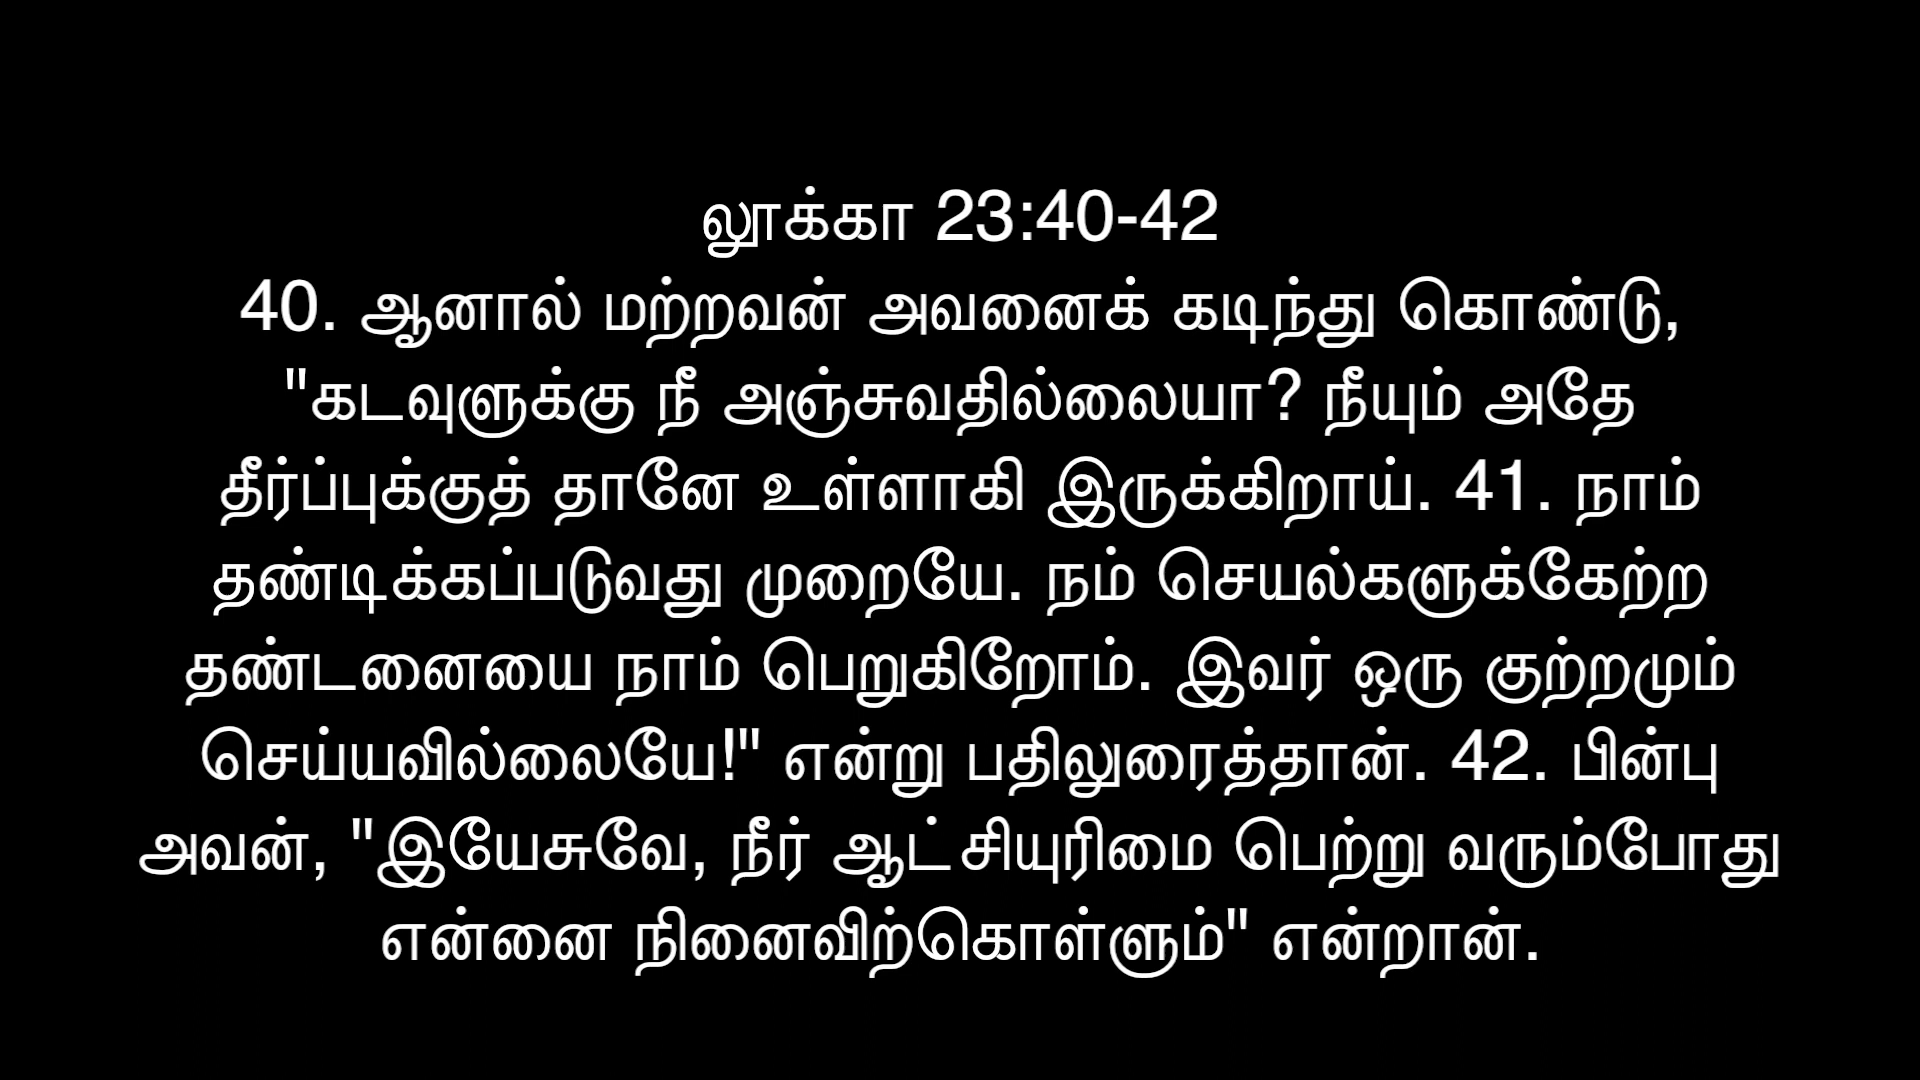 லூக்கா 23:40-42
40. ஆனால் மற்றவன் அவனைக் கடிந்து கொண்டு,
"கடவுளுக்கு நீ அஞ்சுவதில்லையா? நீயும் அதே
தீர்ப்புக்குத் தானே உள்ளாகி இருக்கிறாய். 41. நாம்
தண்டிக்கப்படுவது முறையே. நம் செயல்களுக்கேற்ற
தண்டனையை நாம் பெறுகிறோம். இவர் ஒரு குற்றமும்
செய்யவில்லையே!" என்று பதிலுரைத்தான். 42. பின்பு
அவன், "இயேசுவே, நீர் ஆட்சியுரிமை பெற்று வரும்போது
என்னை நினைவிற்கொள்ளும்" என்றான்.